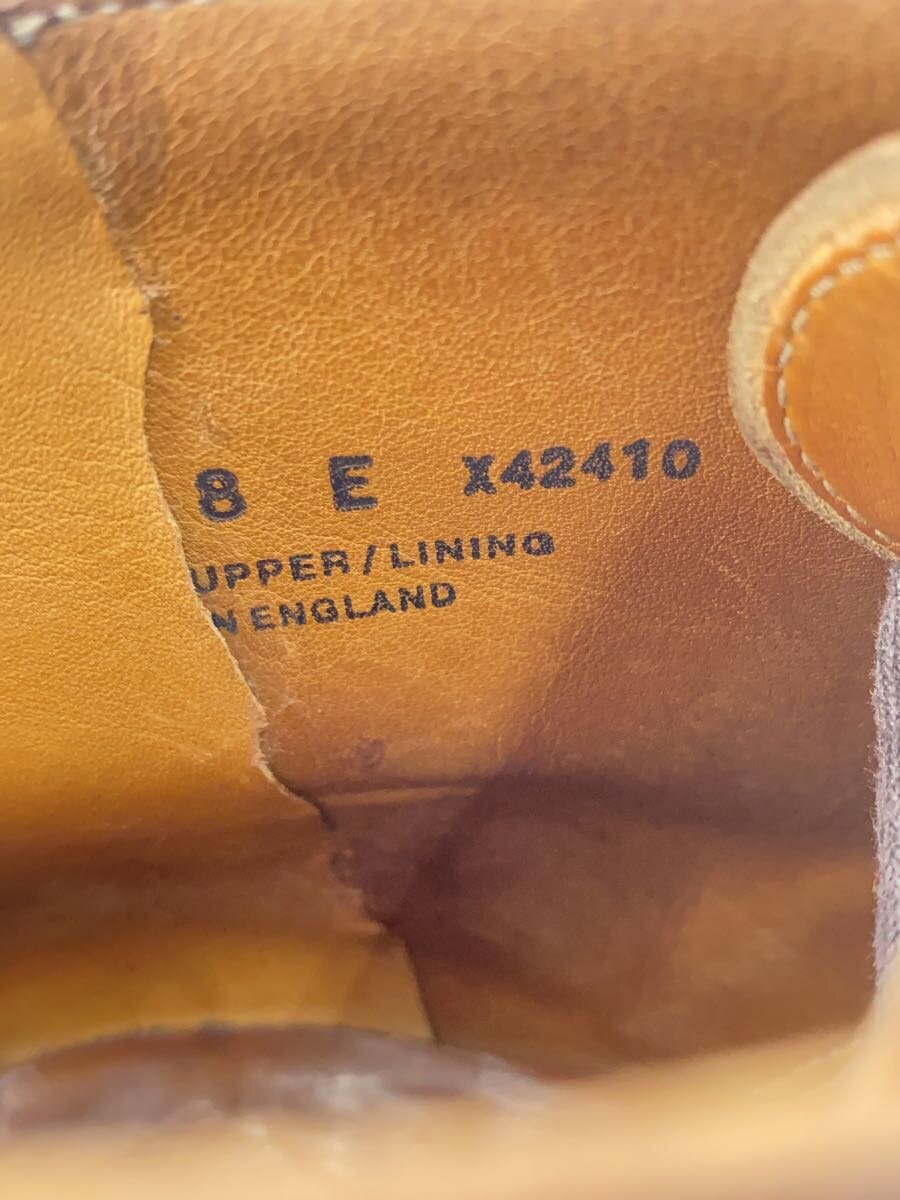 8 E X42410
UPPER/LINING
N ENGLAND